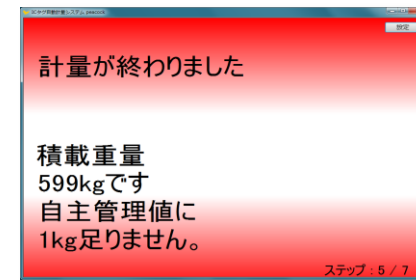 設定
計量が終わりました
積載重量
599kgです
自主管理値に
1kg足りません。
ステップ：5 / 7